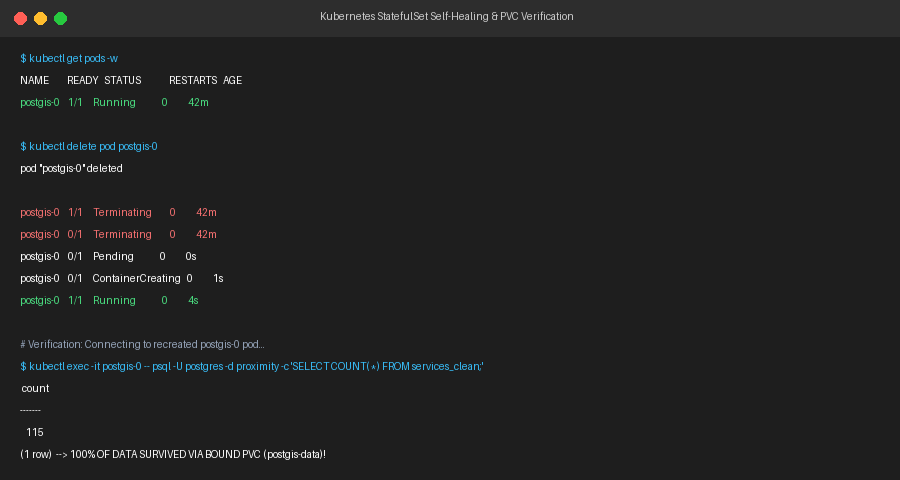 Kubernetes StatefulSet Self-Healing & PVC Verification
$ kubectl get pods -w
NAME READY STATUS RESTARTS AGE
postgis-0 1/1 Running 0 42m
$ kubectl delete pod postgis-0
pod "postgis-0" deleted
postgis-0 1/1 Terminating 0 42m
postgis-0 0/1 Terminating 0 42m
postgis-0 0/1 Pending 0 0s
postgis-0 0/1 ContainerCreating 0 1s
postgis-0 1/1 Running 0 4s
# Verification: Connecting to recreated postgis-0 pod...
$ kubectl exec -it postgis-0 -- psql -U postgres -d proximity -c 'SELECT COUNT(*) FROM services_clean;'
count
-------
115
(1 row) --> 100% OF DATA SURVIVED VIA BOUND PVC (postgis-data)!